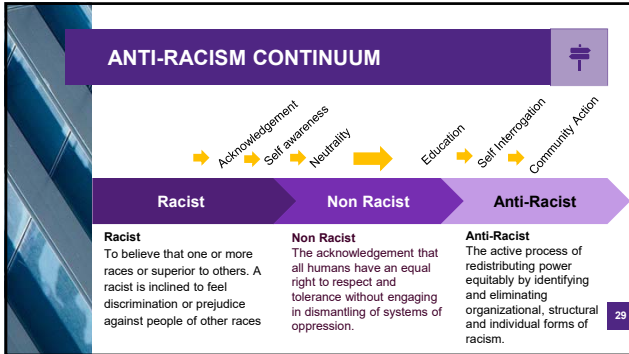 ANTI-RACISM CONTINUUM
Acknowledgement
Self awareness
Neutrality
Education
Self Interrogation
Community Action
Racist
Non Racist
Anti-Racist
Racist
To believe that one or more
races or superior to others. A
racist is inclined to feel
discrimination or prejudice
against people of other races
Non Racist
The acknowledgement that
all humans have an equal
right to respect and
tolerance without engaging
in dismantling of systems of
oppression.
Anti-Racist
The active process of
redistributing power
equitably by identifying
and eliminating
organizational, structural
and individual forms of
racism.
29